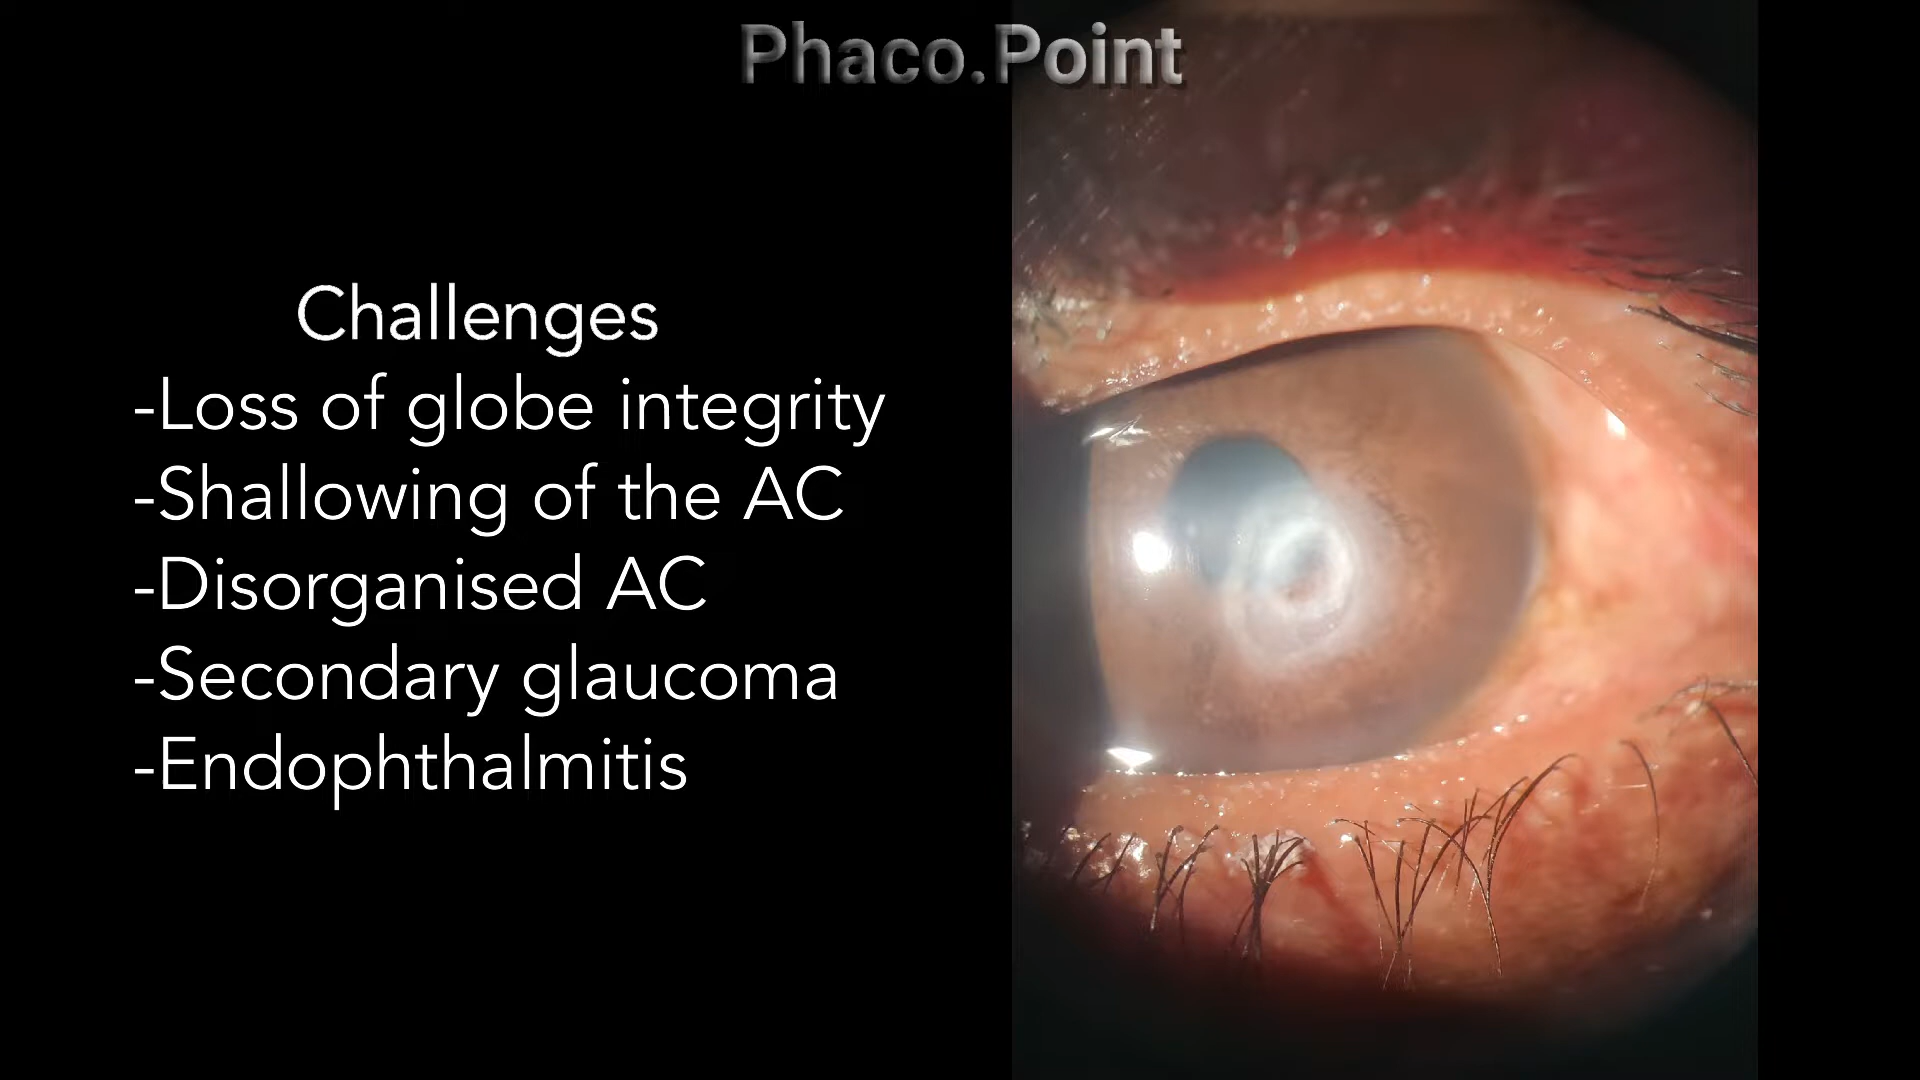 Phaco.Point
Challenges
-Loss of globe integrity
-Shallowing of the AC
-Disorganised AC
-Secondary glaucoma
-Endophthalmitis